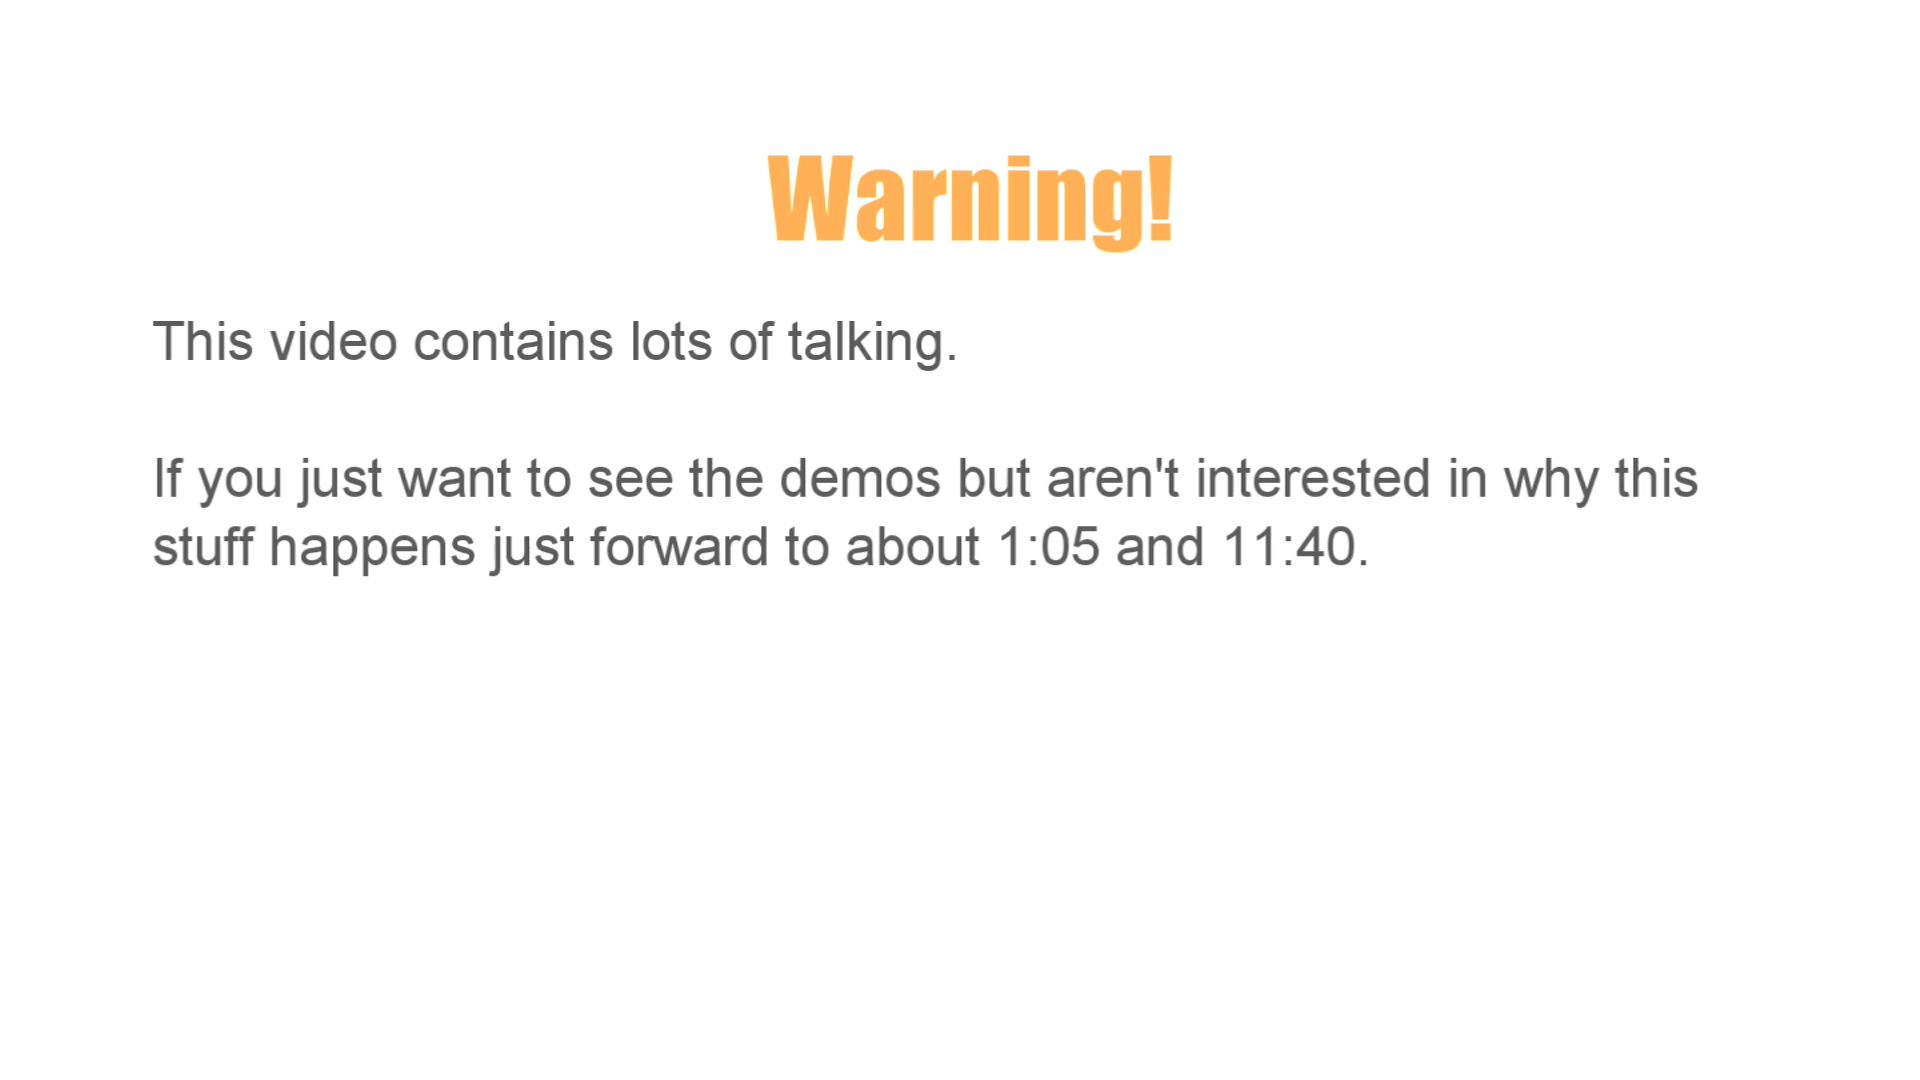 Warning!
This video contains lots of talking.
If you just want to see the demos but aren't interested in why this
stuff happens just forward to about 1:05 and 11:40.